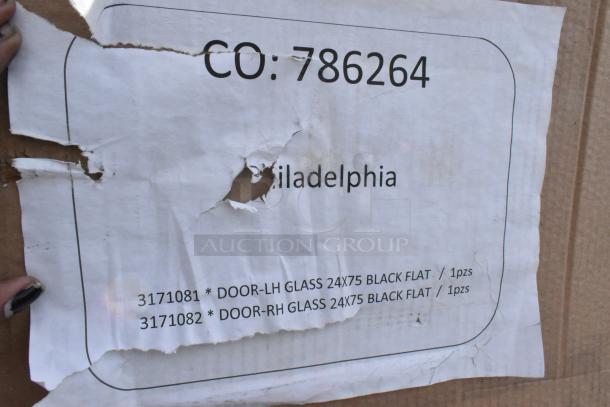 CO: 786264
iladelphia
AUCTION GROUP
3171081 * DOOR-LH GLASS 24X75 BLACK FLAT / 1pzs
3171082 * DOOR-RH GLASS 24X75 BLACK FLAT / 1pzs